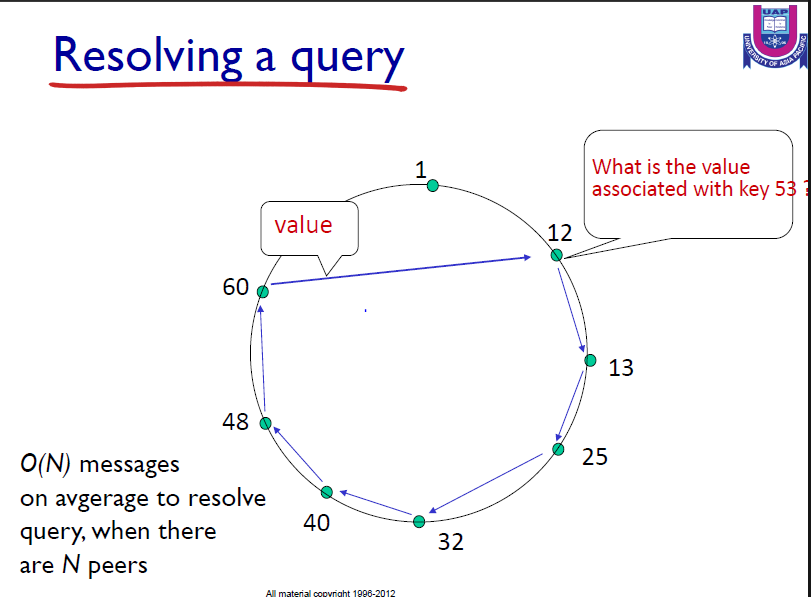 Resolving a query
UAP
UNIVERSITY OF ASIA PACIFIC
1
What is the value
associated with key 53 ?
value
12
60
13
48
25
O(N) messages
on avgerage to resolve
query, when there
are N peers
40
32
All material copyright 1996-2012